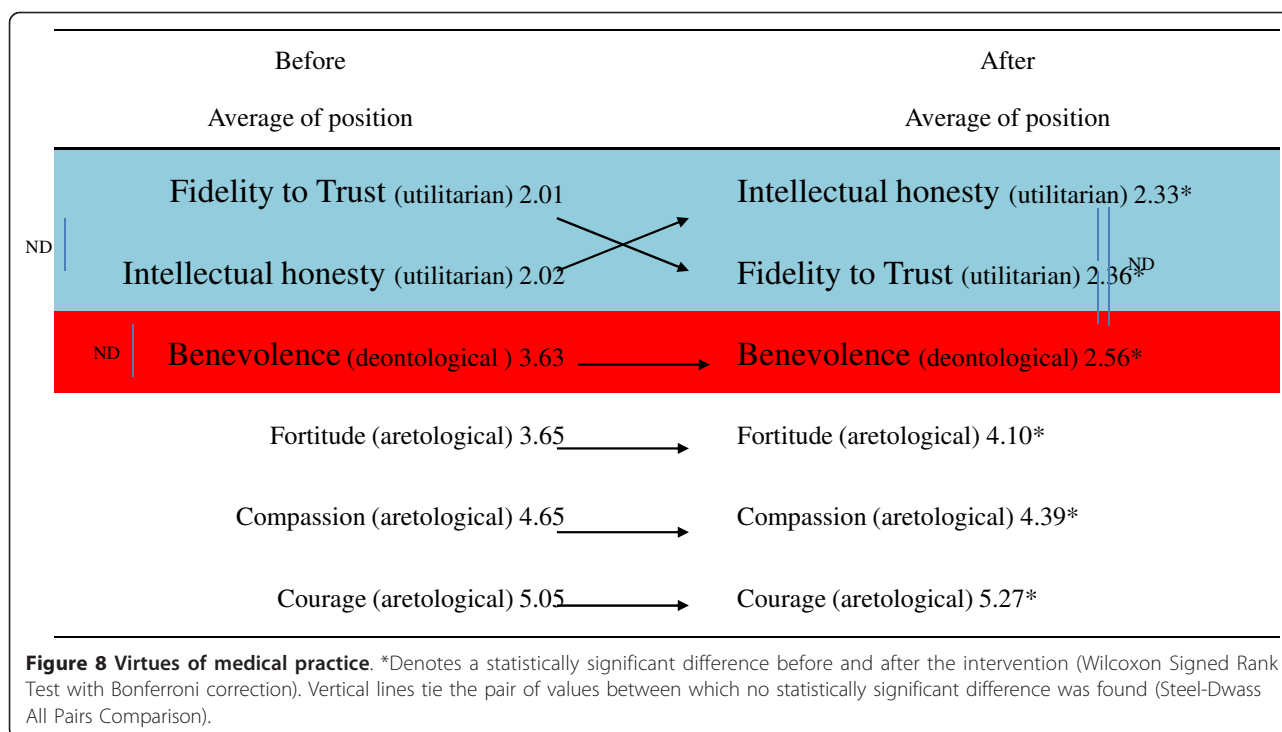 Before After
Average of position Average of position
Fidelity to Trust (utilitarian) 2.01 Intellectual honesty (utilitarian) 2.33*
ND
Intellectual honesty (utilitarian) 2.02 Fidelity to Trust (utilitarian) 2.36* ND
ND Benevolence (deontological ) 3.63 Benevolence (deontological) 2.56*
Fortitude (aretological) 3.65 Fortitude (aretological) 4.10*
Compassion (aretological) 4.65 Compassion (aretological) 4.39*
Courage (aretological) 5.05 Courage (aretological) 5.27*
Figure 8 Virtues of medical practice. *Denotes a statistically significant difference before and after the intervention (Wilcoxon Signed Rank
Test with Bonferroni correction). Vertical lines tie the pair of values between which no statistically significant difference was found (Steel-Dwass
All Pairs Comparison).